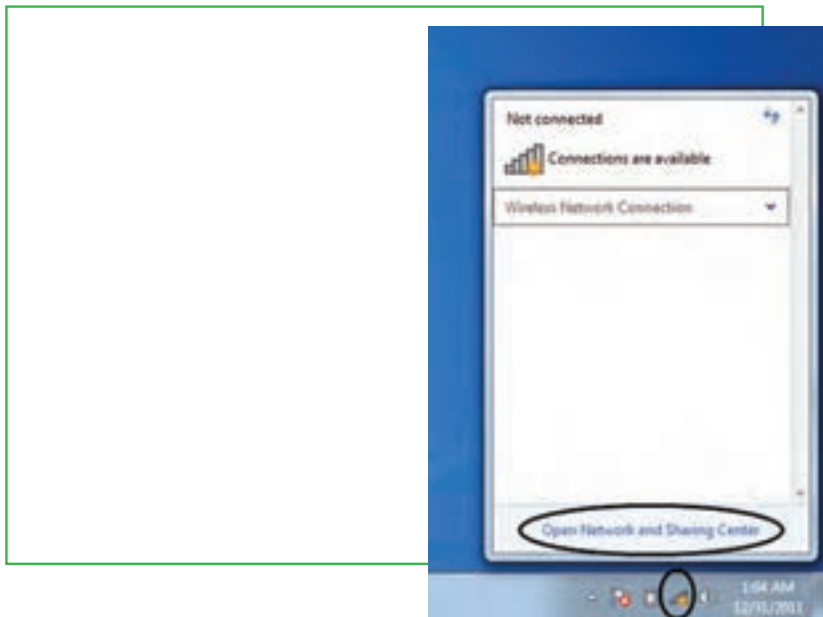 Not connected
Connections are available
Wireless Network Connection
Open Network and Sharing Center
1:04 AM
12/31/2011